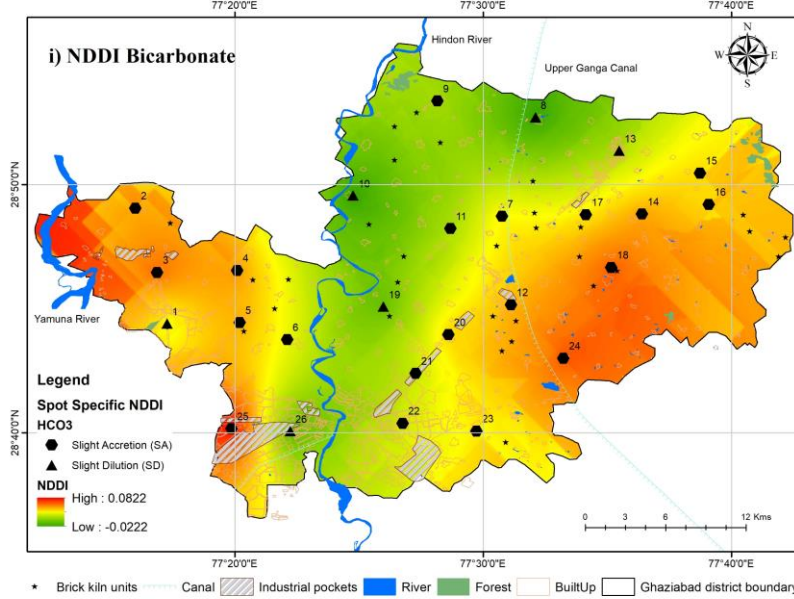 77°20'0"E 77°30'0"E 77°40'0"E
i) NDDI Bicarbonate
Hindon River
N
W E
S
Upper Ganga Canal
9
8
13
28°50'0"N
15
10
2
16
7
17
14
11
4
3
18
19
12
1
5
Yamuna River
6
20
24
21
Legend
Spot Specific NDDI
HCO3
Slight Accretion (SA)
Slight Dilution (SD)
25
26
22
23
28°40'0"N
NDDI
High : 0.0822
Low : -0.0222
0 3 6 12 Kms
77°20'0"E 77°30'0"E 77°40'0"E
Brick kiln units Canal Industrial pockets River Forest BuiltUp Ghaziabad district boundary